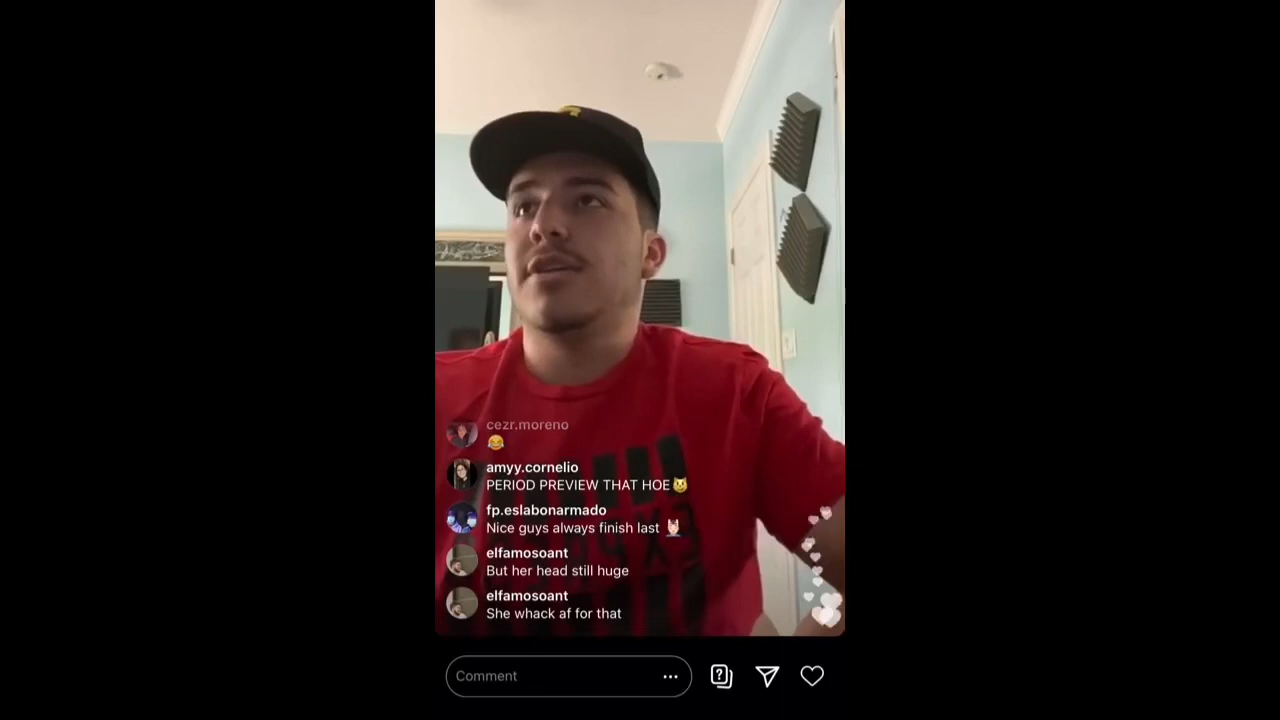 cezr.moreno
😂
amyy.cornelio
PERIOD PREVIEW THAT HOE😼
fp.eslabonarmado
Nice guys always finish last 💆🏻‍♂️
elfamosoant
But her head still huge
elfamosoant
She whack af for that
Comment